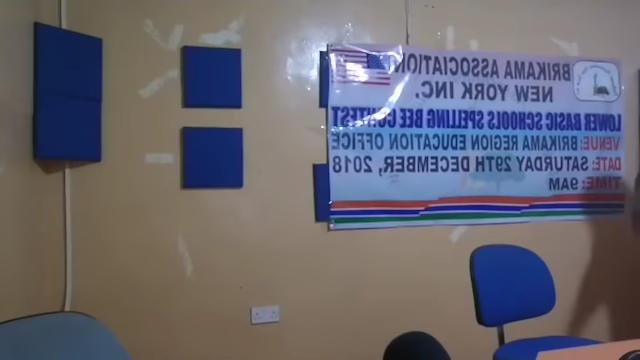 BRIKAMA ASSOCIATION
NEW YORK INC.
LOWER BASIC SCHOOLS SPELLING BEE CONTEST
VENUE: BRIKAMA REGION EDUCATION OFFICE
DATE: SATURDAY 29TH DECEMBER, 2018
TIME: 9AM